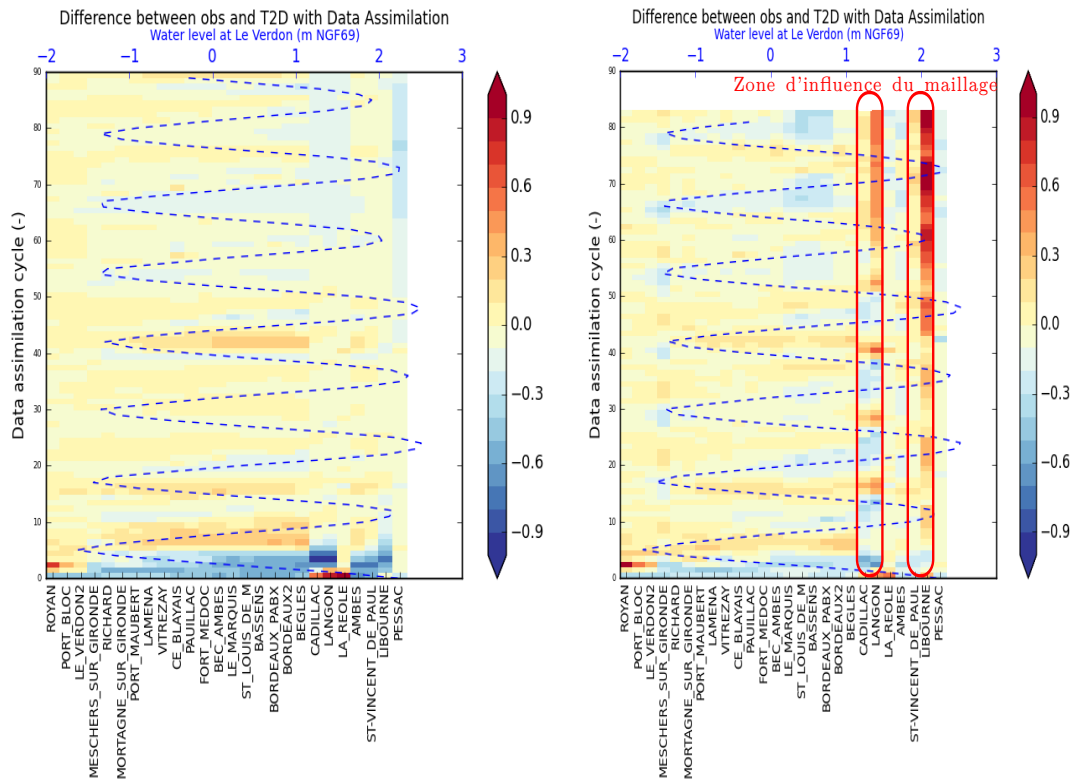 Difference between obs and T2D with Data Assimilation
Water level at Le Verdon (m NGF69)
−2 −1 0 1 2 3
90
80
70
60
50
40
30
20
10
0
Data assimilation cycle (-)
ROYAN
PORT_BLOC
LE_VERDON2
MESCHERS_SUR_GIRONDE
RICHARD
MORTAGNE_SUR_GIRONDE
PORT_MAUBERT
LAMENA
VITREZAY
CE_BLAYAIS
PAUILLAC
FORT_MEDOC
BEC_AMBES
LE_MARQUIS
ST_LOUIS_DE_M
BASSENS
BORDEAUX_PABX
BORDEAUX2
BEGLES
CADILLAC
LANGON
LA_REOLE
AMBES
ST-VINCENT_DE_PAUL
LIBOURNE
PESSAC
0.9
0.6
0.3
0.0
−0.3
−0.6
−0.9
Difference between obs and T2D with Data Assimilation
Water level at Le Verdon (m NGF69)
−2 −1 0 1 2 3
Zone d'influence du maillage
90
80
70
60
50
40
30
20
10
0
Data assimilation cycle (-)
ROYAN
PORT_BLOC
LE_VERDON2
MESCHERS_SUR_GIRONDE
RICHARD
MORTAGNE_SUR_GIRONDE
PORT_MAUBERT
LAMENA
VITREZAY
CE_BLAYAIS
PAUILLAC
FORT_MEDOC
BEC_AMBES
LE_MARQUIS
ST_LOUIS_DE_M
BASSENS
BORDEAUX_PABX
BORDEAUX2
BEGLES
CADILLAC
LANGON
LA_REOLE
AMBES
ST-VINCENT_DE_PAUL
LIBOURNE
PESSAC
0.9
0.6
0.3
0.0
−0.3
−0.6
−0.9